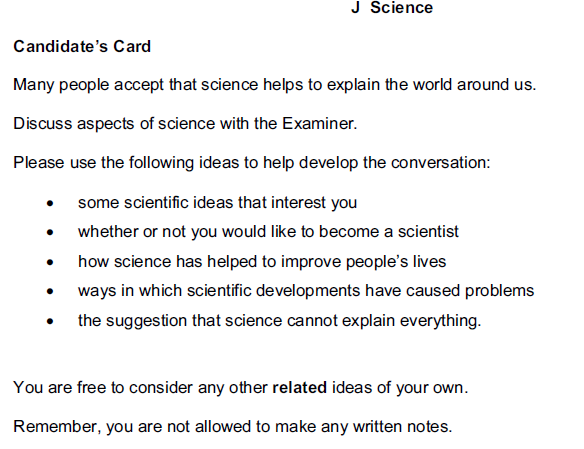 J Science
Candidate’s Card
Many people accept that science helps to explain the world around us.
Discuss aspects of science with the Examiner.
Please use the following ideas to help develop the conversation:
• some scientific ideas that interest you
• whether or not you would like to become a scientist
• how science has helped to improve people’s lives
• ways in which scientific developments have caused problems
• the suggestion that science cannot explain everything.
You are free to consider any other related ideas of your own.
Remember, you are not allowed to make any written notes.